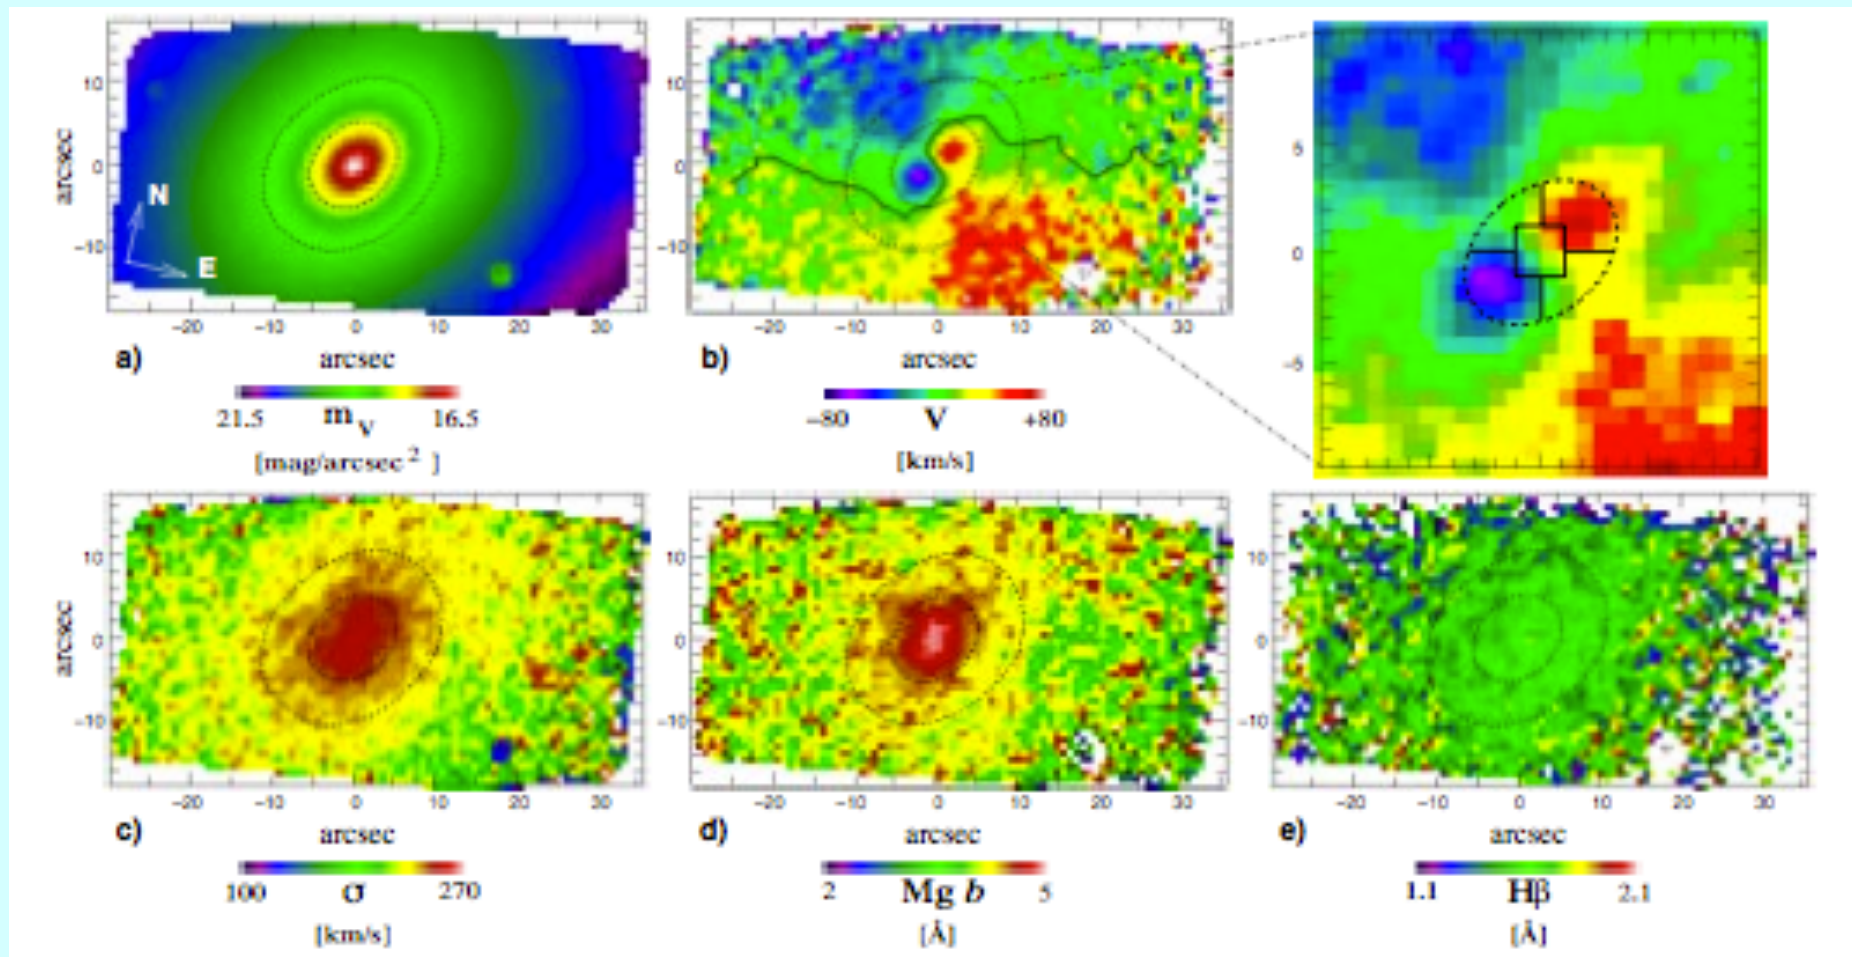 10
0
−10
arcsec
N
E
−20 −10 0 10 20 30
a) arcsec
21.5 m V 16.5
[mag/arcsec 2 ]
10
0
−10
−20 −10 0 10 20 30
b) arcsec
−80 V +80
[km/s]
5
0
−5
10
0
−10
arcsec
−20 −10 0 10 20 30
c) arcsec
100 σ 270
[km/s]
10
0
−10
−20 −10 0 10 20 30
d) arcsec
2 Mg b 5
[Å]
10
0
−10
−20 −10 0 10 20 30
e) arcsec
1.1 Hβ 2.1
[Å]